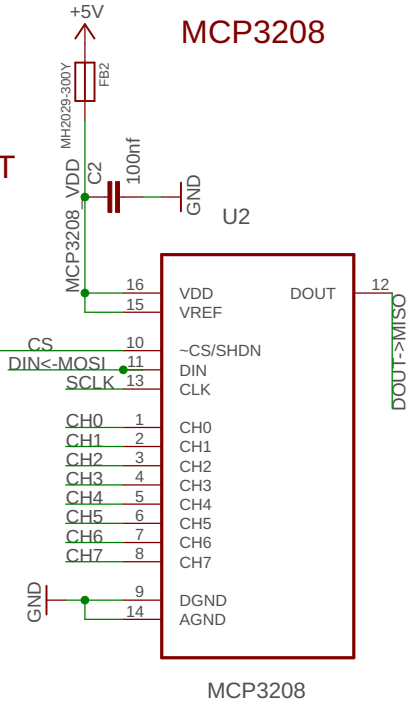 +5V
MCP3208
MH2029-300Y
FB2
T
C2
100nf
GND
MCP3208_VDD
U2
16 VDD DOUT 12
15 VREF
CS 10 ~CS/SHDN
DIN<-MOSI 11 DIN
SCLK 13 CLK
DOUT->MISO
CH0 1 CH0
CH1 2 CH1
CH2 3 CH2
CH3 4 CH3
CH4 5 CH4
CH5 6 CH5
CH6 7 CH6
CH7 8 CH7
GND 9 DGND
14 AGND
MCP3208